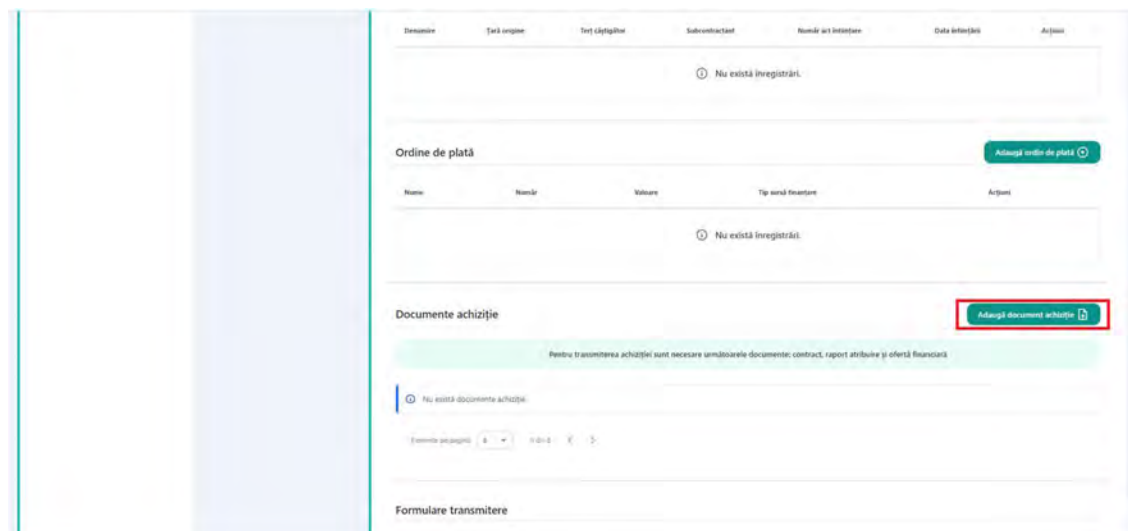 Denumire Țară origine Terț câștigător Subcontractant Număr act înființare Data înființării Acțiuni
Nu există înregistrări.
Ordine de plată
Adaugă ordin de plată
Nume Număr Valoare Tip sursă finanțare Acțiuni
Nu există înregistrări.
Documente achiziție
Adaugă document achiziție
Pentru transmiterea achiziției sunt necesare următoarele documente: contract, raport atribuire și ofertă financiară
Nu există documente achiziție.
pe pagină
Formulare transmitere